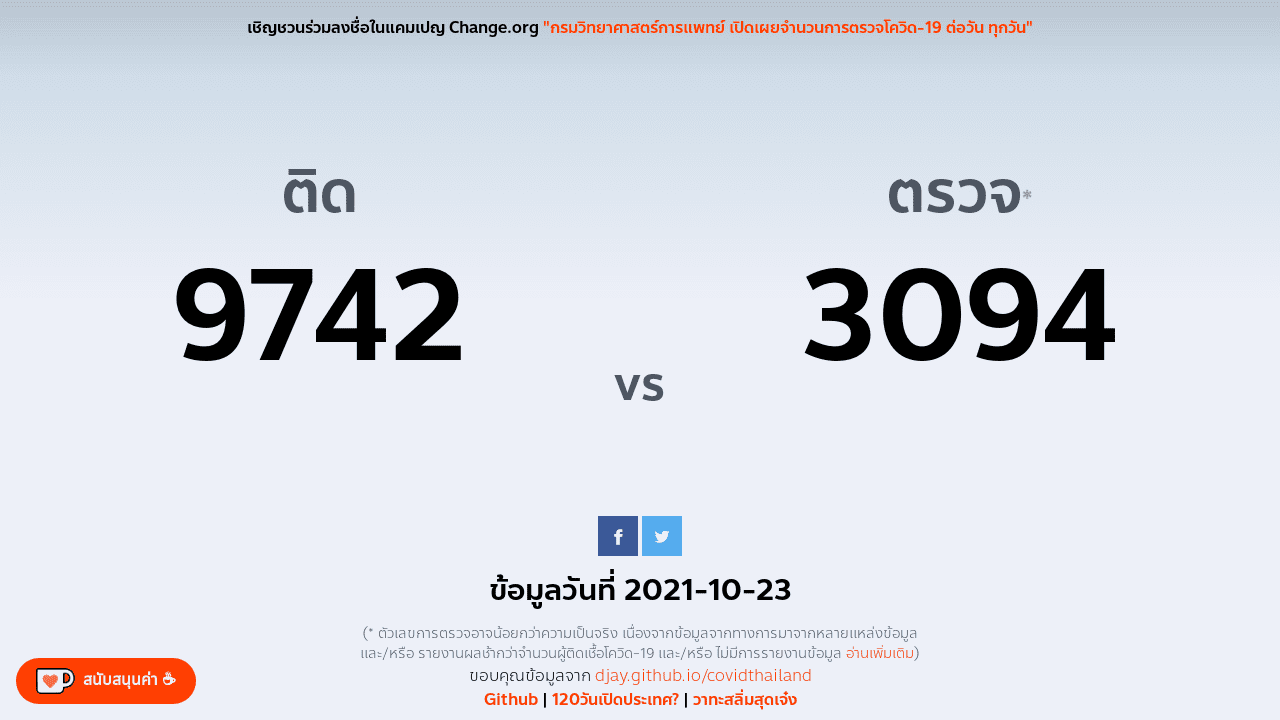 เชิญชวนร่วมลงชื่อในแคมเปญ Change.org "กรมวิทยาศาสตร์การแพทย์ เปิดเผยจำนวนการตรวจโควิด-19 ต่อวัน ทุกวัน"
ติด
ตรวจ*
9742
3094
vs
ข้อมูลวันที่ 2021-10-23
(* ตัวเลขการตรวจอาจน้อยกว่าความเป็นจริง เนื่องจากข้อมูลจากทางการมาจากหลายแหล่งข้อมูล
และ/หรือ รายงานผลช้ากว่าจำนวนผู้ติดเชื้อโควิด-19 และ/หรือ ไม่มีการรายงานข้อมูล อ่านเพิ่มเติม)
ขอบคุณข้อมูลจาก djay.github.io/covidthailand
Github | 120วันเปิดประเทศ? | วาทะสลิ่มสุดเจ๋ง
สนับสนุนค่า